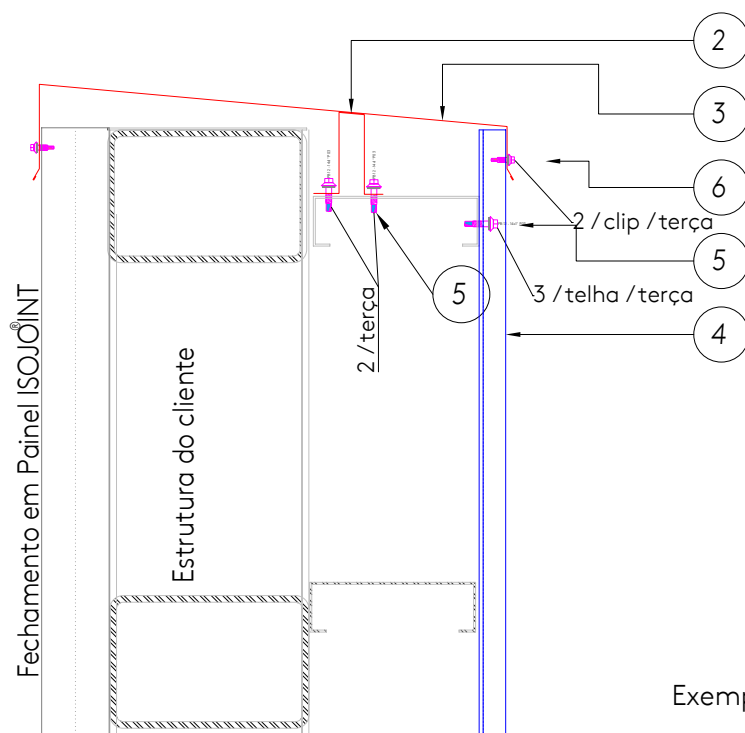 2
3
6
2 / clip / terça
5
3 / telha / terça
5
4
2 / terça
Estrutura do cliente
Fechamento em Painel ISOJOINT®
Exemp